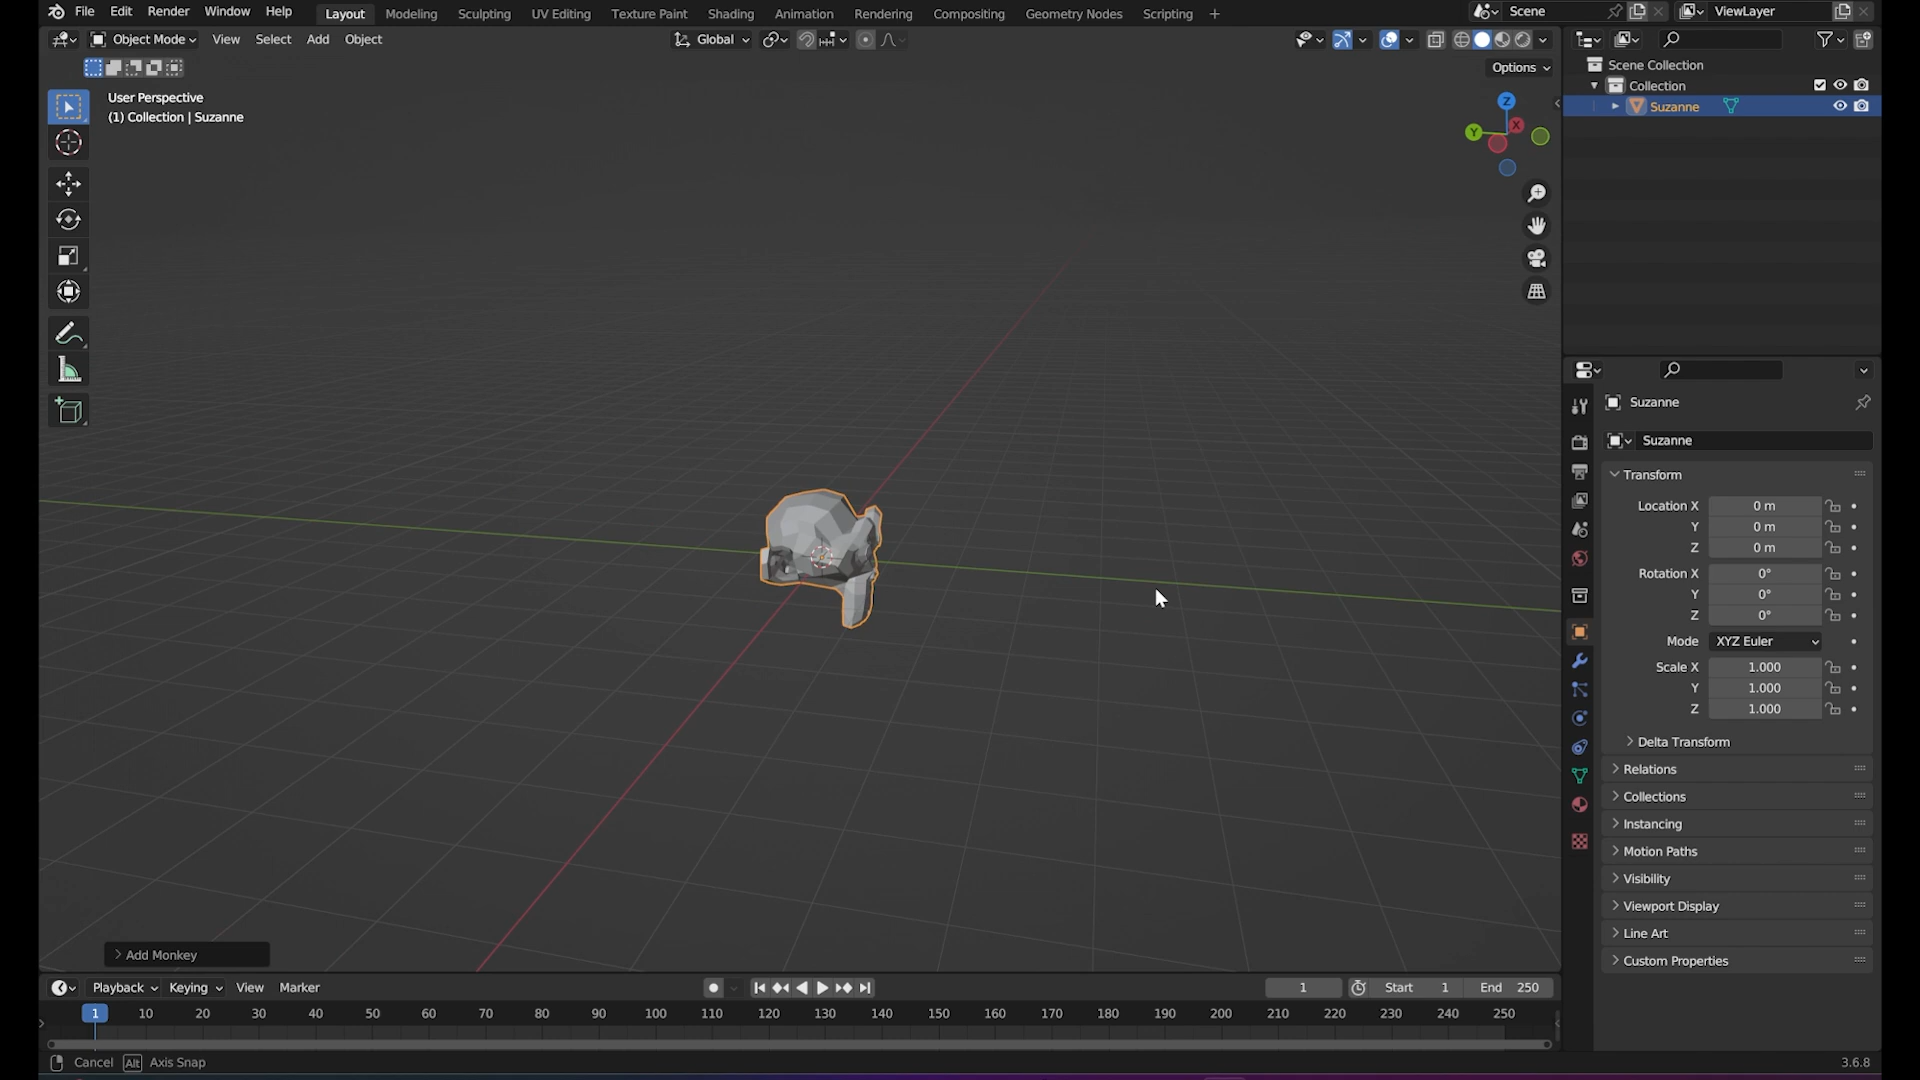 File Edit Render Window Help Layout Modeling Sculpting UV Editing Texture Paint Shading Animation Rendering Compositing Geometry Nodes Scripting + Scene ViewLayer
Object Mode View Select Add Object Global
Options
User Perspective
(1) Collection | Suzanne
Z
Y
X
Scene Collection
Collection
Suzanne
Suzanne
Suzanne
Transform
Location X 0 m
Y 0 m
Z 0 m
Rotation X 0°
Y 0°
Z 0°
Mode XYZ Euler
Scale X 1.000
Y 1.000
Z 1.000
Delta Transform
Relations
Collections
Instancing
Motion Paths
Visibility
Viewport Display
Line Art
Custom Properties
Add Monkey
Playback Keying View Marker 1 Start 1 End 250
1 10 20 30 40 50 60 70 80 90 100 110 120 130 140 150 160 170 180 190 200 210 220 230 240 250
Cancel Alt Axis Snap 3.6.8